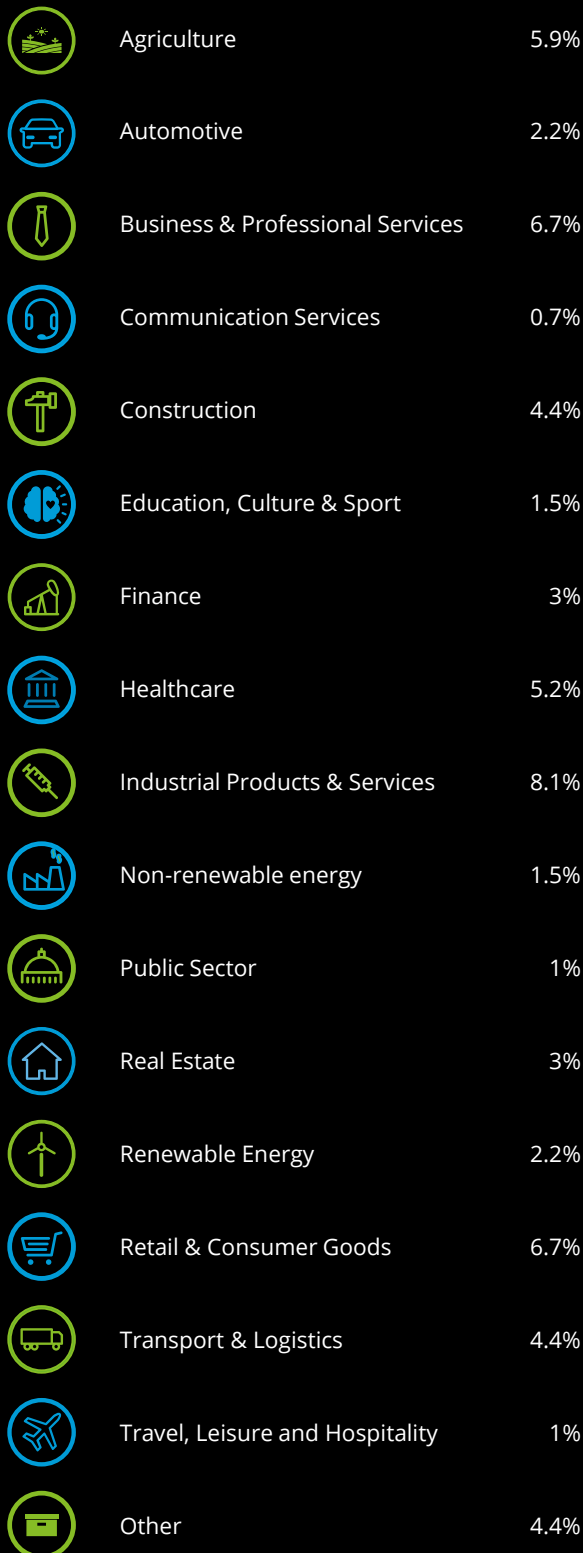 Agriculture 5.9%
Automotive 2.2%
Business & Professional Services 6.7%
Communication Services 0.7%
Construction 4.4%
Education, Culture & Sport 1.5%
Finance 3%
Healthcare 5.2%
Industrial Products & Services 8.1%
Non-renewable energy 1.5%
Public Sector 1%
Real Estate 3%
Renewable Energy 2.2%
Retail & Consumer Goods 6.7%
Transport & Logistics 4.4%
Travel, Leisure and Hospitality 1%
Other 4.4%